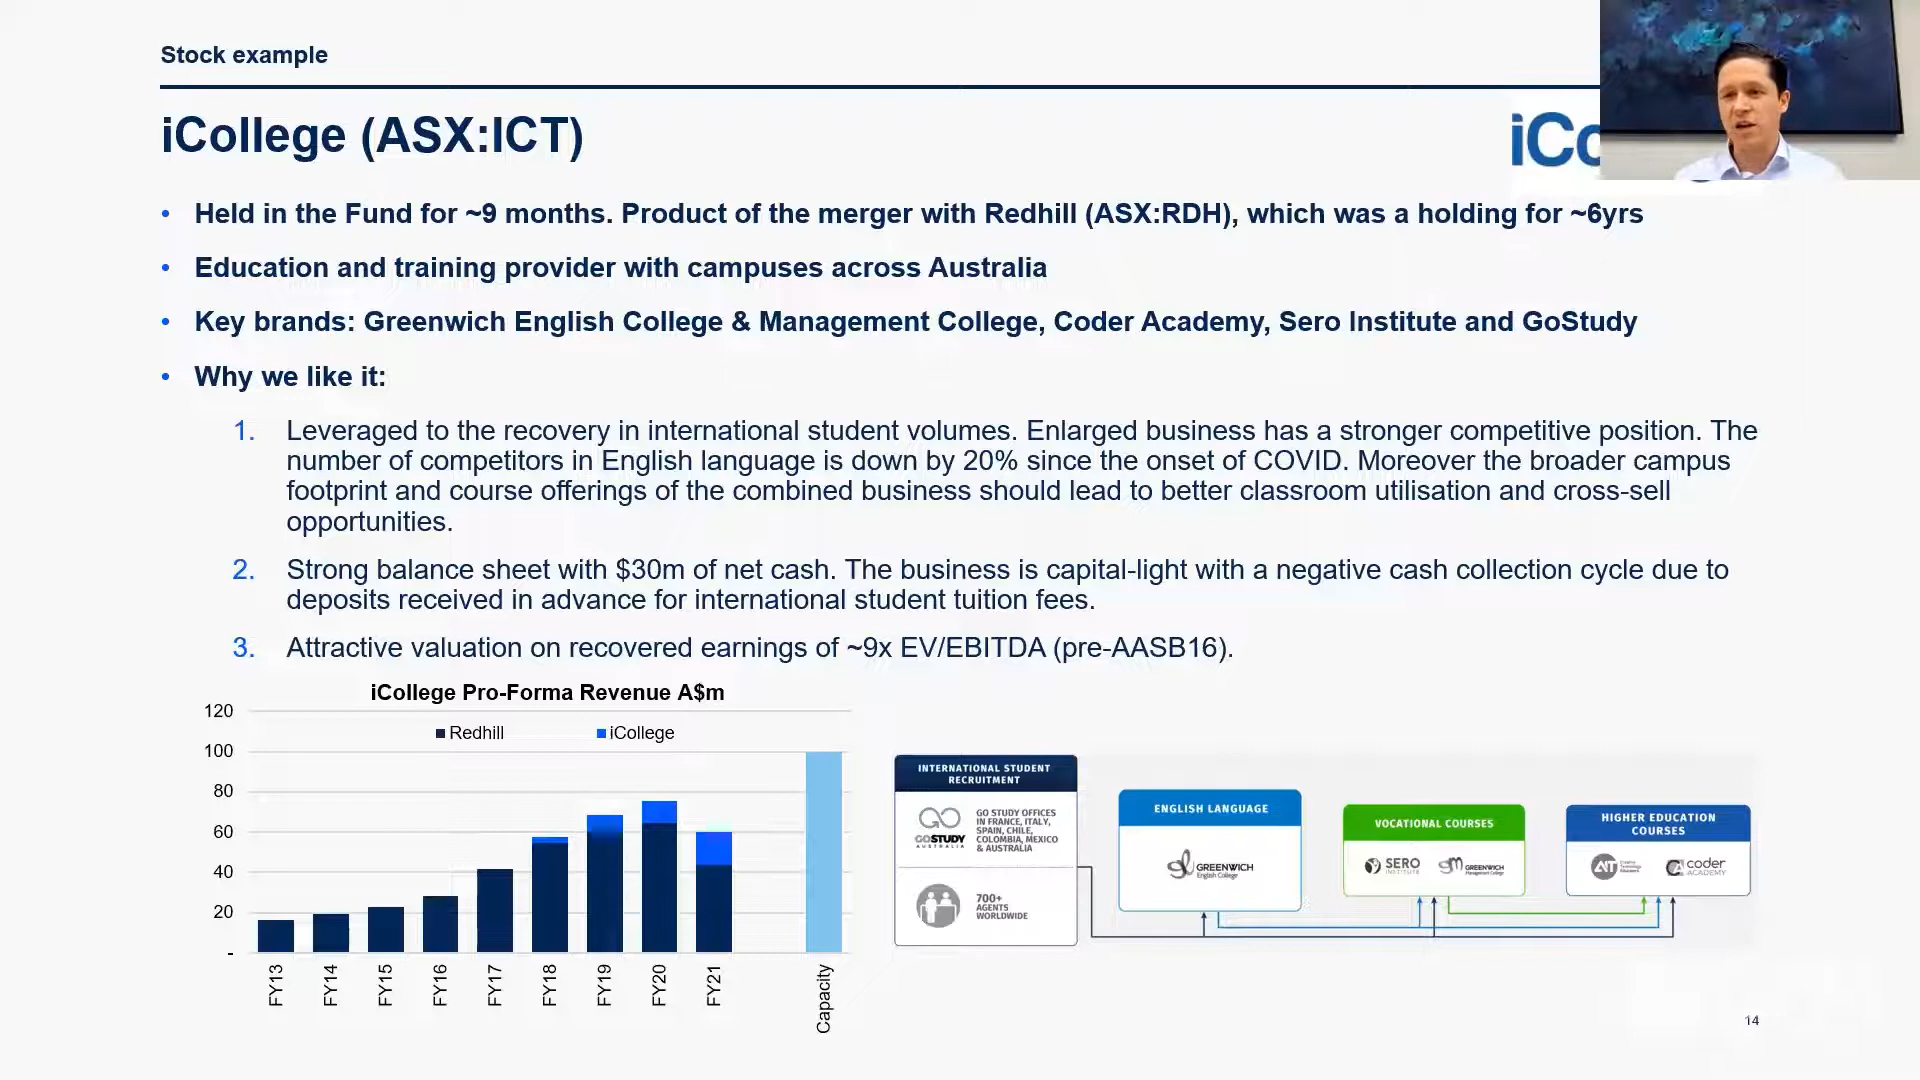 Stock example
iCollege (ASX:ICT)
iCo
• Held in the Fund for ~9 months. Product of the merger with Redhill (ASX:RDH), which was a holding for ~6yrs
• Education and training provider with campuses across Australia
• Key brands: Greenwich English College & Management College, Coder Academy, Sero Institute and GoStudy
• Why we like it:
1. Leveraged to the recovery in international student volumes. Enlarged business has a stronger competitive position. The
number of competitors in English language is down by 20% since the onset of COVID. Moreover the broader campus
footprint and course offerings of the combined business should lead to better classroom utilisation and cross-sell
opportunities.
2. Strong balance sheet with $30m of net cash. The business is capital-light with a negative cash collection cycle due to
deposits received in advance for international student tuition fees.
3. Attractive valuation on recovered earnings of ~9x EV/EBITDA (pre-AASB16).
iCollege Pro-Forma Revenue A$m
Redhill iCollege
120
100
80
60
40
20
-
FY13
FY14
FY15
FY16
FY17
FY18
FY19
FY20
FY21
Capacity
INTERNATIONAL STUDENT
RECRUITMENT
GOSTUDY
AUSTRALIA
GO STUDY OFFICES
IN FRANCE, ITALY,
SPAIN, CHILE,
COLOMBIA, MEXICO
& AUSTRALIA
700+
AGENTS
WORLDWIDE
ENGLISH LANGUAGE
GREENWICH
English College
VOCATIONAL COURSES
SERO
INSTITUTE
GREENWICH
Management College
HIGHER EDUCATION
COURSES
AIT
coder
ACADEMY
14